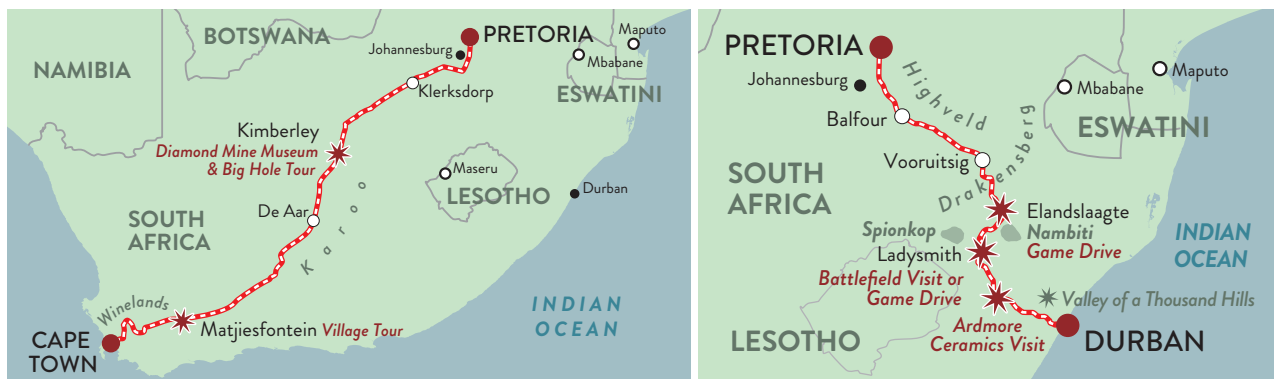 BOTSWANA
PRETORIA
Maputo
Johannesburg
Mbabane
NAMIBIA
Klerksdorp
ESWATINI
Kimberley
Diamond Mine Museum
& Big Hole Tour
Maseru
LESOTHO
Durban
De Aar
SOUTH
AFRICA
Karoo
Winelands
INDIAN
OCEAN
Matjiesfontein Village Tour
CAPE
TOWN
PRETORIA
Johannesburg
Highveld
Maputo
Mbabane
Balfour
ESWATINI
Vooruitsig
Drakensberg
SOUTH
AFRICA
Elandslaagte
Spionkop
Nambiti
Game Drive
INDIAN
OCEAN
Ladysmith
Battlefield Visit or
Game Drive
Valley of a Thousand Hills
Ardmore
Ceramics Visit
LESOTHO
DURBAN